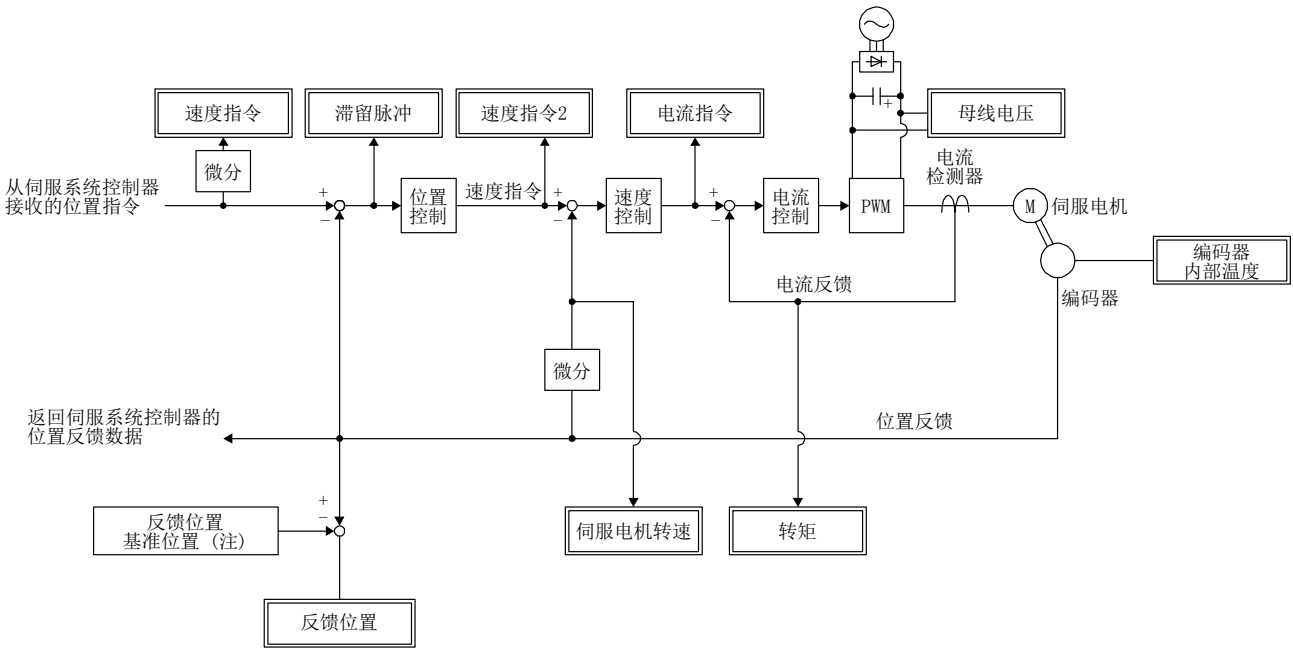 速度指令
滞留脉冲
速度指令2
电流指令
母线电压
微分
电流
检测器
从伺服系统控制器
接收的位置指令
+
−
位置
控制
速度指令
+
−
速度
控制
+
−
电流
控制
PWM
+
M
伺服电机
编码器
内部温度
电流反馈
编码器
微分
返回伺服系统控制器的
位置反馈数据
位置反馈
+
−
反馈位置
基准位置 (注)
伺服电机转速
转矩
反馈位置